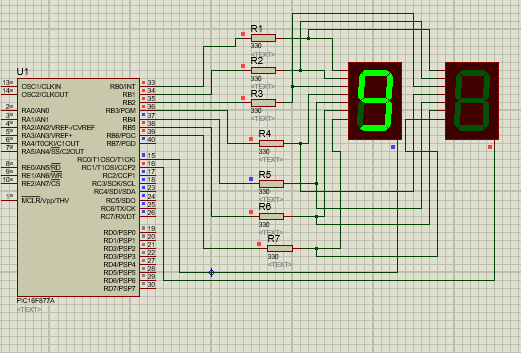 U1
13 OSC1/CLKIN RB0/INT 33
14 OSC2/CLKOUT RB1 34
RB2 35
2 RA0/AN0 RB3/PGM 36
3 RA1/AN1 RB4 37
4 RA2/AN2/VREF-/CVREF RB5 38
5 RA3/AN3/VREF+ RB6/PGC 39
6 RA4/T0CKI/C1OUT RB7/PGD 40
7 RA5/AN4/SS/C2OUT
RC0/T1OSO/T1CKI 15
8 RE0/AN5/RD RC1/T1OSI/CCP2 16
9 RE1/AN6/WR RC2/CCP1 17
10 RE2/AN7/CS RC3/SCK/SCL 18
RC4/SDI/SDA 23
1 MCLR/Vpp/THV RC5/SDO 24
RC6/TX/CK 25
RC7/RX/DT 26
RD0/PSP0 19
RD1/PSP1 20
RD2/PSP2 21
RD3/PSP3 22
RD4/PSP4 27
RD5/PSP5 28
RD6/PSP6 29
RD7/PSP7 30
PIC16F877A
<TEXT>
R1
330
<TEXT>
R2
330
<TEXT>
R3
330
<TEXT>
R4
330
<TEXT>
R5
330
<TEXT>
R6
330
<TEXT>
R7
330
<TEXT>
9